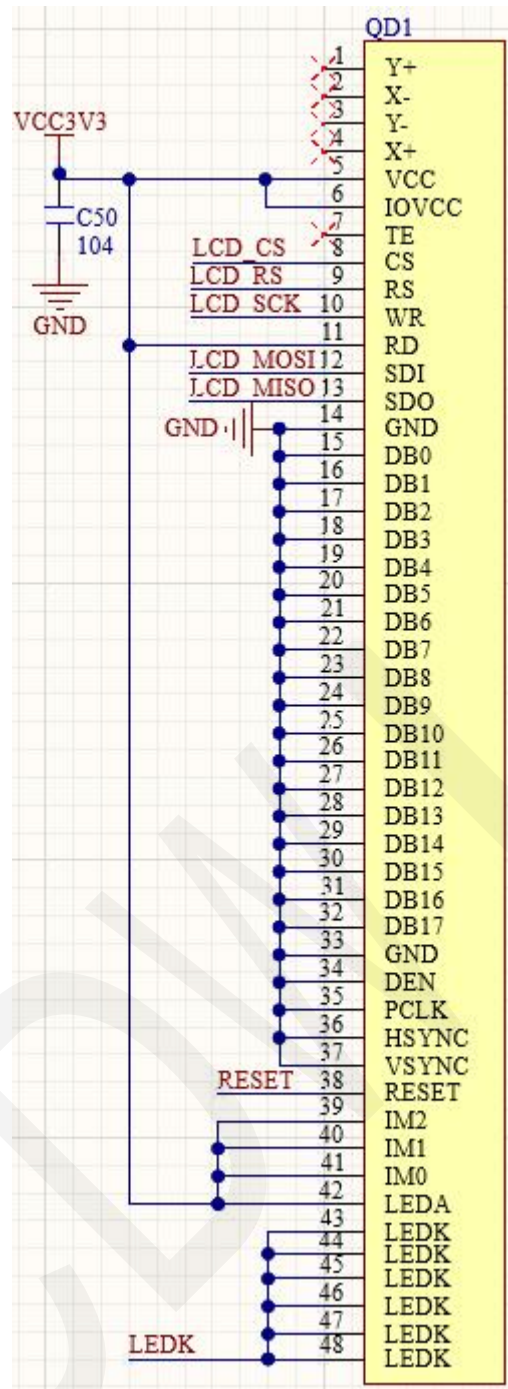 QD1
1 Y+
2 X-
3 Y-
4 X+
VCC3V3
5 VCC
6 IOVCC
C50
104
GND
7 TE
LCD_CS 8 CS
LCD_RS 9 RS
LCD_SCK 10 WR
11 RD
LCD_MOSI 12 SDI
LCD_MISO 13 SDO
GND 14 GND
15 DB0
16 DB1
17 DB2
18 DB3
19 DB4
20 DB5
21 DB6
22 DB7
23 DB8
24 DB9
25 DB10
26 DB11
27 DB12
28 DB13
29 DB14
30 DB15
31 DB16
32 DB17
33 GND
34 DEN
35 PCLK
36 HSYNC
37 VSYNC
RESET 38 RESET
39 IM2
40 IM1
41 IM0
42 LEDA
43 LEDK
44 LEDK
45 LEDK
46 LEDK
47 LEDK
LEDK 48 LEDK